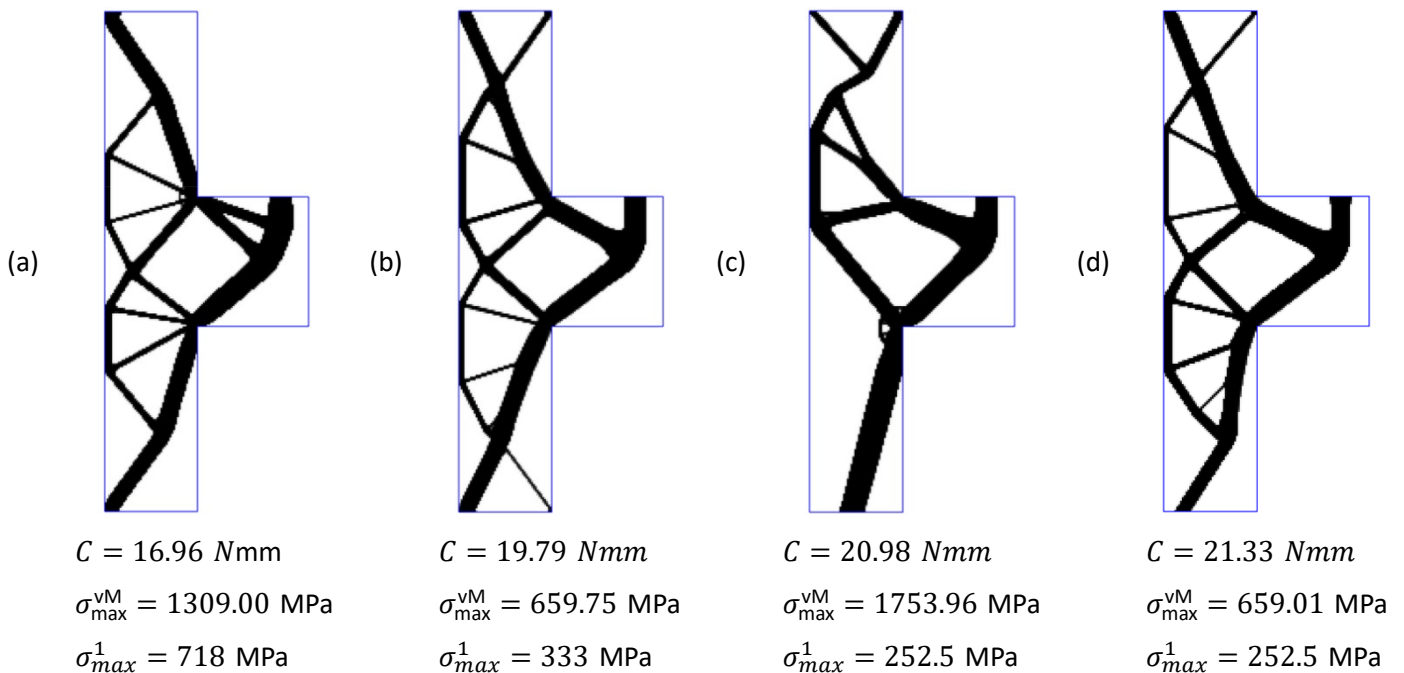 (a) (b) (c) (d)
C = 16.96 Nmm C = 19.79 Nmm C = 20.98 Nmm C = 21.33 Nmm
σ^vM_max = 1309.00 MPa σ^vM_max = 659.75 MPa σ^vM_max = 1753.96 MPa σ^vM_max = 659.01 MPa
σ^1_max = 718 MPa σ^1_max = 333 MPa σ^1_max = 252.5 MPa σ^1_max = 252.5 MPa